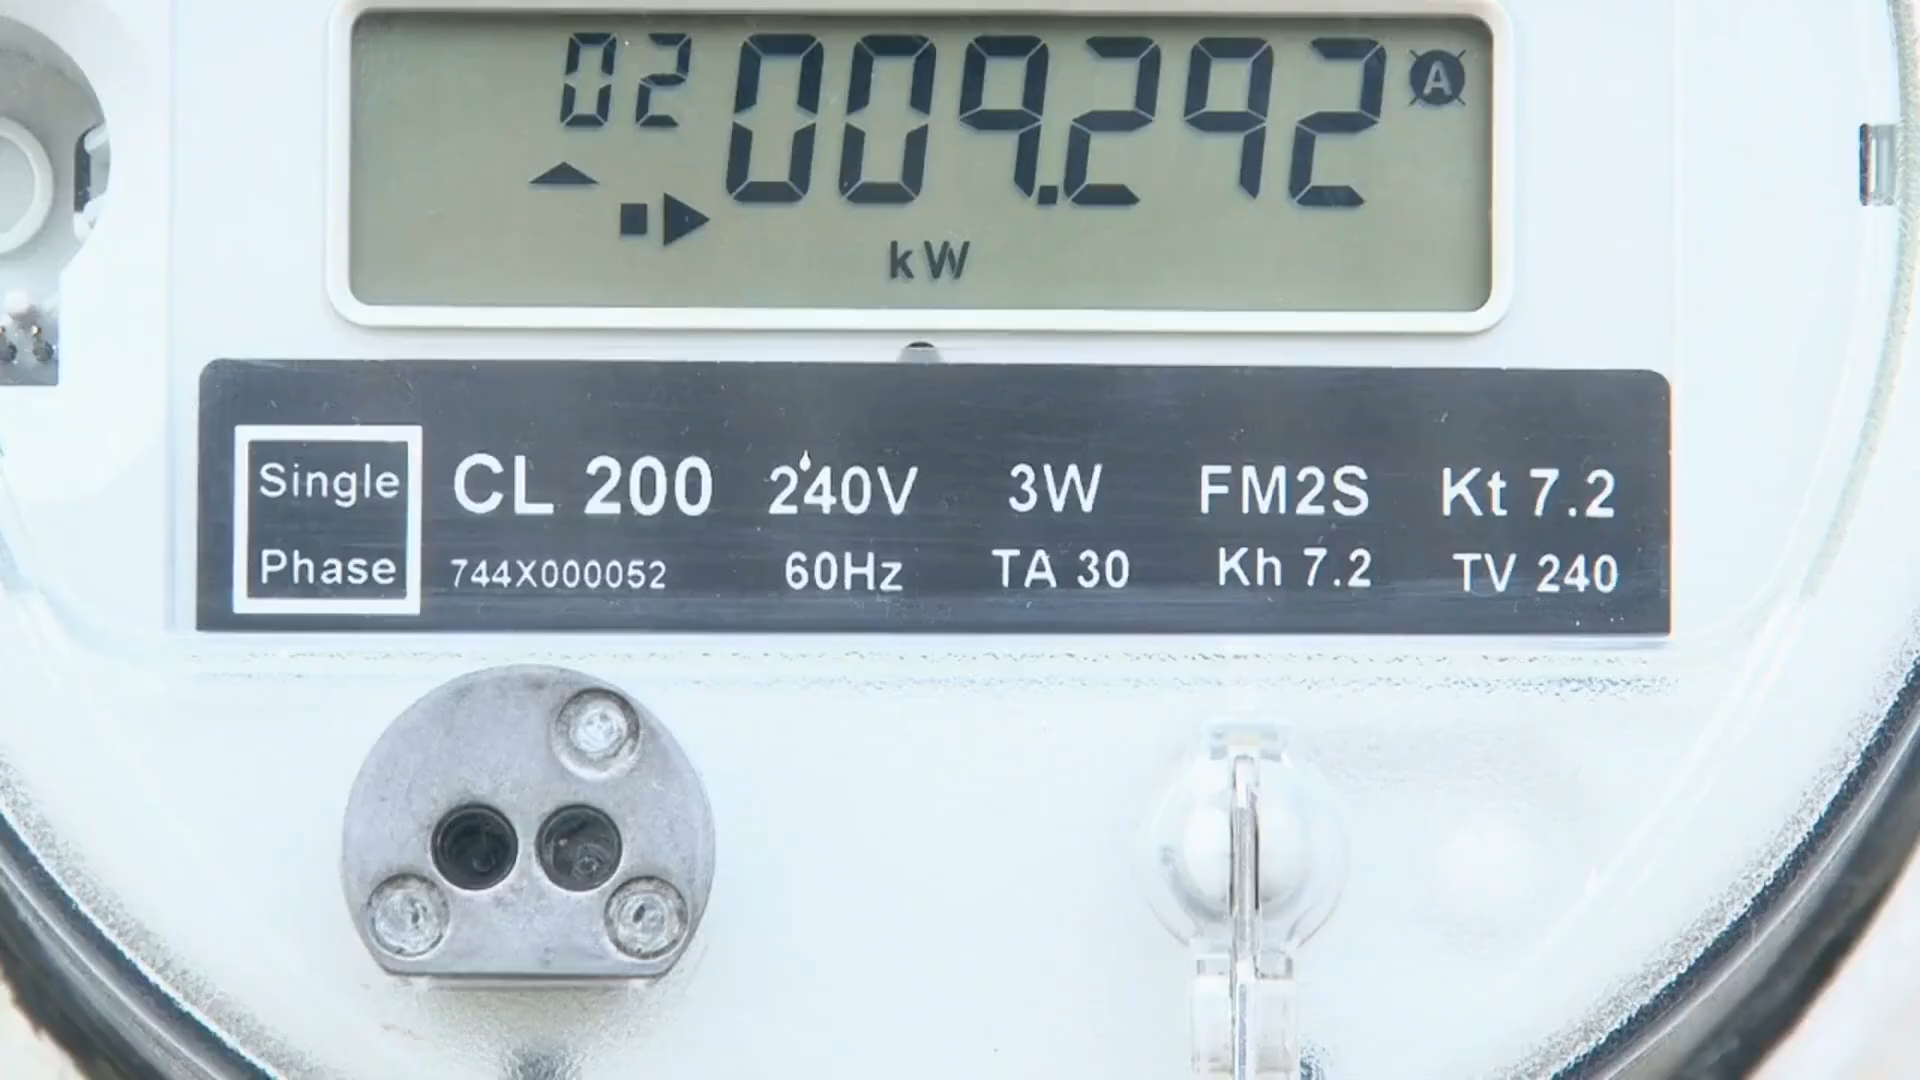 02 009.292 A
kW
Single Phase
CL 200 240V 3W FM2S Kt 7.2
744X000052 60Hz TA 30 Kh 7.2 TV 240